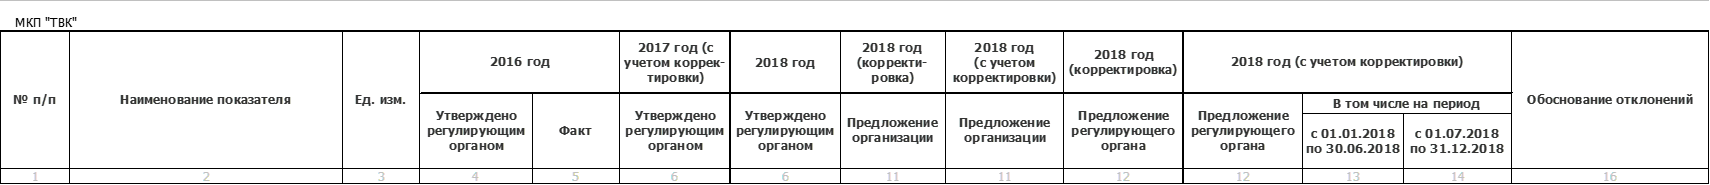 МКП "ТВК"
№ п/п
Наименование показателя
Ед. изм.
2016 год
2017 год (с
учетом коррек-
тировки)
2018 год
2018 год
(корректи-
ровка)
2018 год
(с учетом
корректировки)
2018 год
(корректировка)
2018 год (с учетом корректировки)
Обоснование отклонений
Утверждено
регулирующим
органом
Факт
Утверждено
регулирующим
органом
Утверждено
регулирующим
органом
Предложение
организации
Предложение
организации
Предложение
регулирующего
органа
Предложение
регулирующего
органа
В том числе на период
с 01.01.2018
по 30.06.2018
с 01.07.2018
по 31.12.2018
1 2 3 4 5 6 6 11 11 12 12 13 14 16